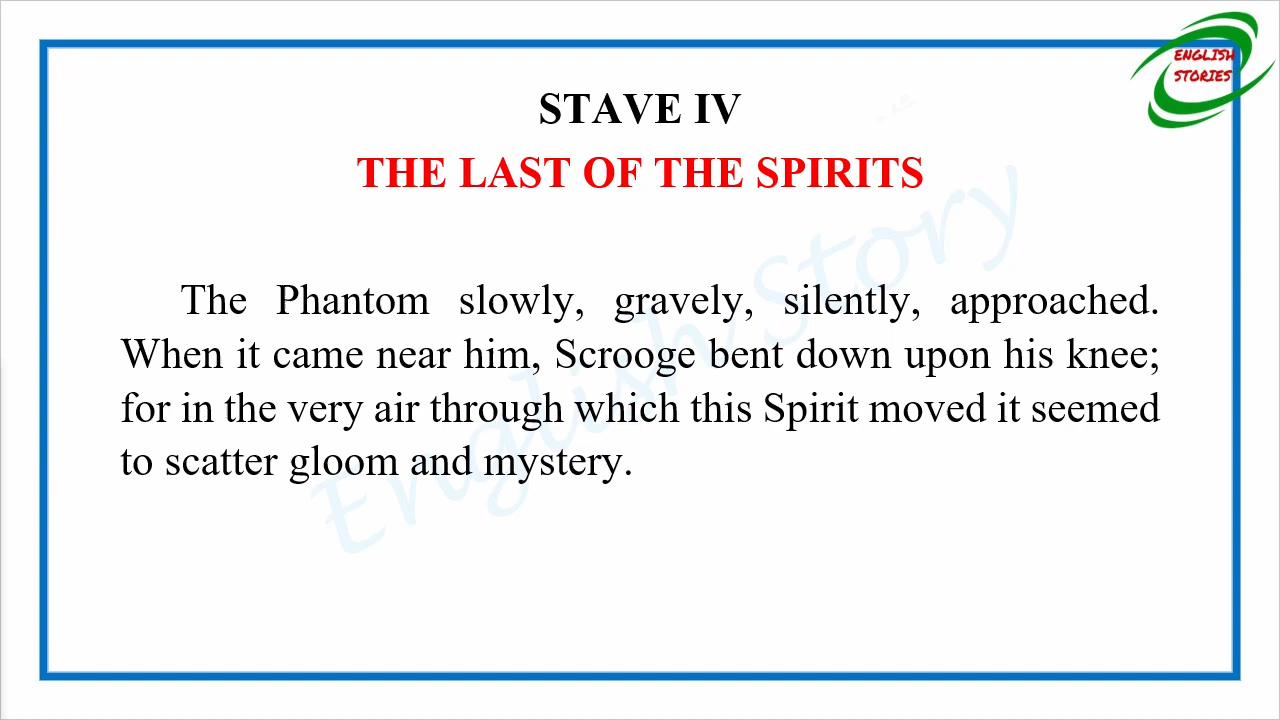 ENGLISH
STORIES
STAVE IV
THE LAST OF THE SPIRITS
The Phantom slowly, gravely, silently, approached.
When it came near him, Scrooge bent down upon his knee;
for in the very air through which this Spirit moved it seemed
to scatter gloom and mystery.
English Story